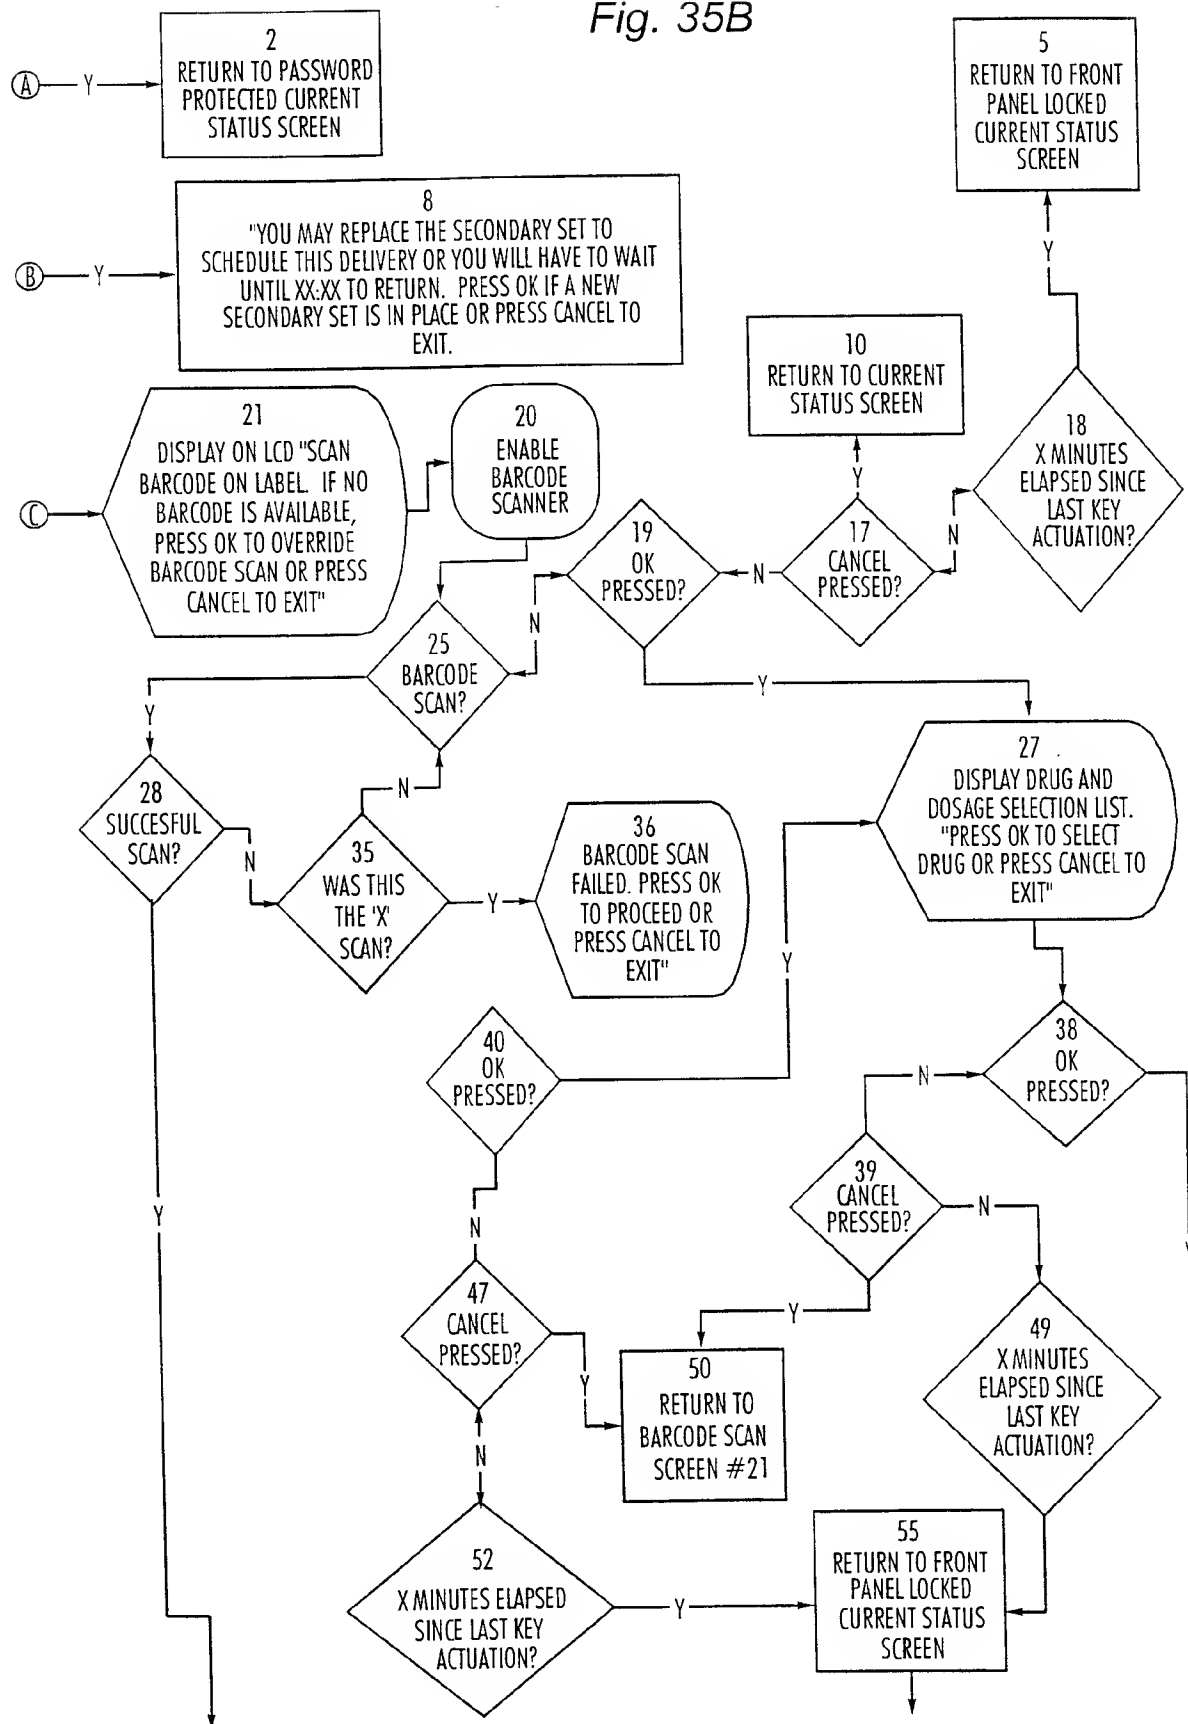 Fig. 35B
2
RETURN TO PASSWORD
PROTECTED CURRENT
STATUS SCREEN
A
Y
5
RETURN TO FRONT
PANEL LOCKED
CURRENT STATUS
SCREEN
Y
8
"YOU MAY REPLACE THE SECONDARY SET TO
SCHEDULE THIS DELIVERY OR YOU WILL HAVE TO WAIT
UNTIL XX:XX TO RETURN. PRESS OK IF A NEW
SECONDARY SET IS IN PLACE OR PRESS CANCEL TO
EXIT.
B
Y
10
RETURN TO CURRENT
STATUS SCREEN
Y
C
21
DISPLAY ON LCD "SCAN
BARCODE ON LABEL. IF NO
BARCODE IS AVAILABLE,
PRESS OK TO OVERRIDE
BARCODE SCAN OR PRESS
CANCEL TO EXIT"
20
ENABLE
BARCODE
SCANNER
19
OK
PRESSED?
N
17
CANCEL
PRESSED?
N
18
X MINUTES
ELAPSED SINCE
LAST KEY
ACTUATION?
N
Y
25
BARCODE
SCAN?
Y
N
28
SUCCESFUL
SCAN?
N
35
WAS THIS
THE 'X'
SCAN?
Y
36
BARCODE SCAN
FAILED. PRESS OK
TO PROCEED OR
PRESS CANCEL TO
EXIT"
27
DISPLAY DRUG AND
DOSAGE SELECTION LIST.
"PRESS OK TO SELECT
DRUG OR PRESS CANCEL TO
EXIT"
Y
40
OK
PRESSED?
38
OK
PRESSED?
N
39
CANCEL
PRESSED?
N
Y
Y
N
47
CANCEL
PRESSED?
Y
50
RETURN TO
BARCODE SCAN
SCREEN #21
49
X MINUTES
ELAPSED SINCE
LAST KEY
ACTUATION?
N
52
X MINUTES ELAPSED
SINCE LAST KEY
ACTUATION?
Y
55
RETURN TO FRONT
PANEL LOCKED
CURRENT STATUS
SCREEN